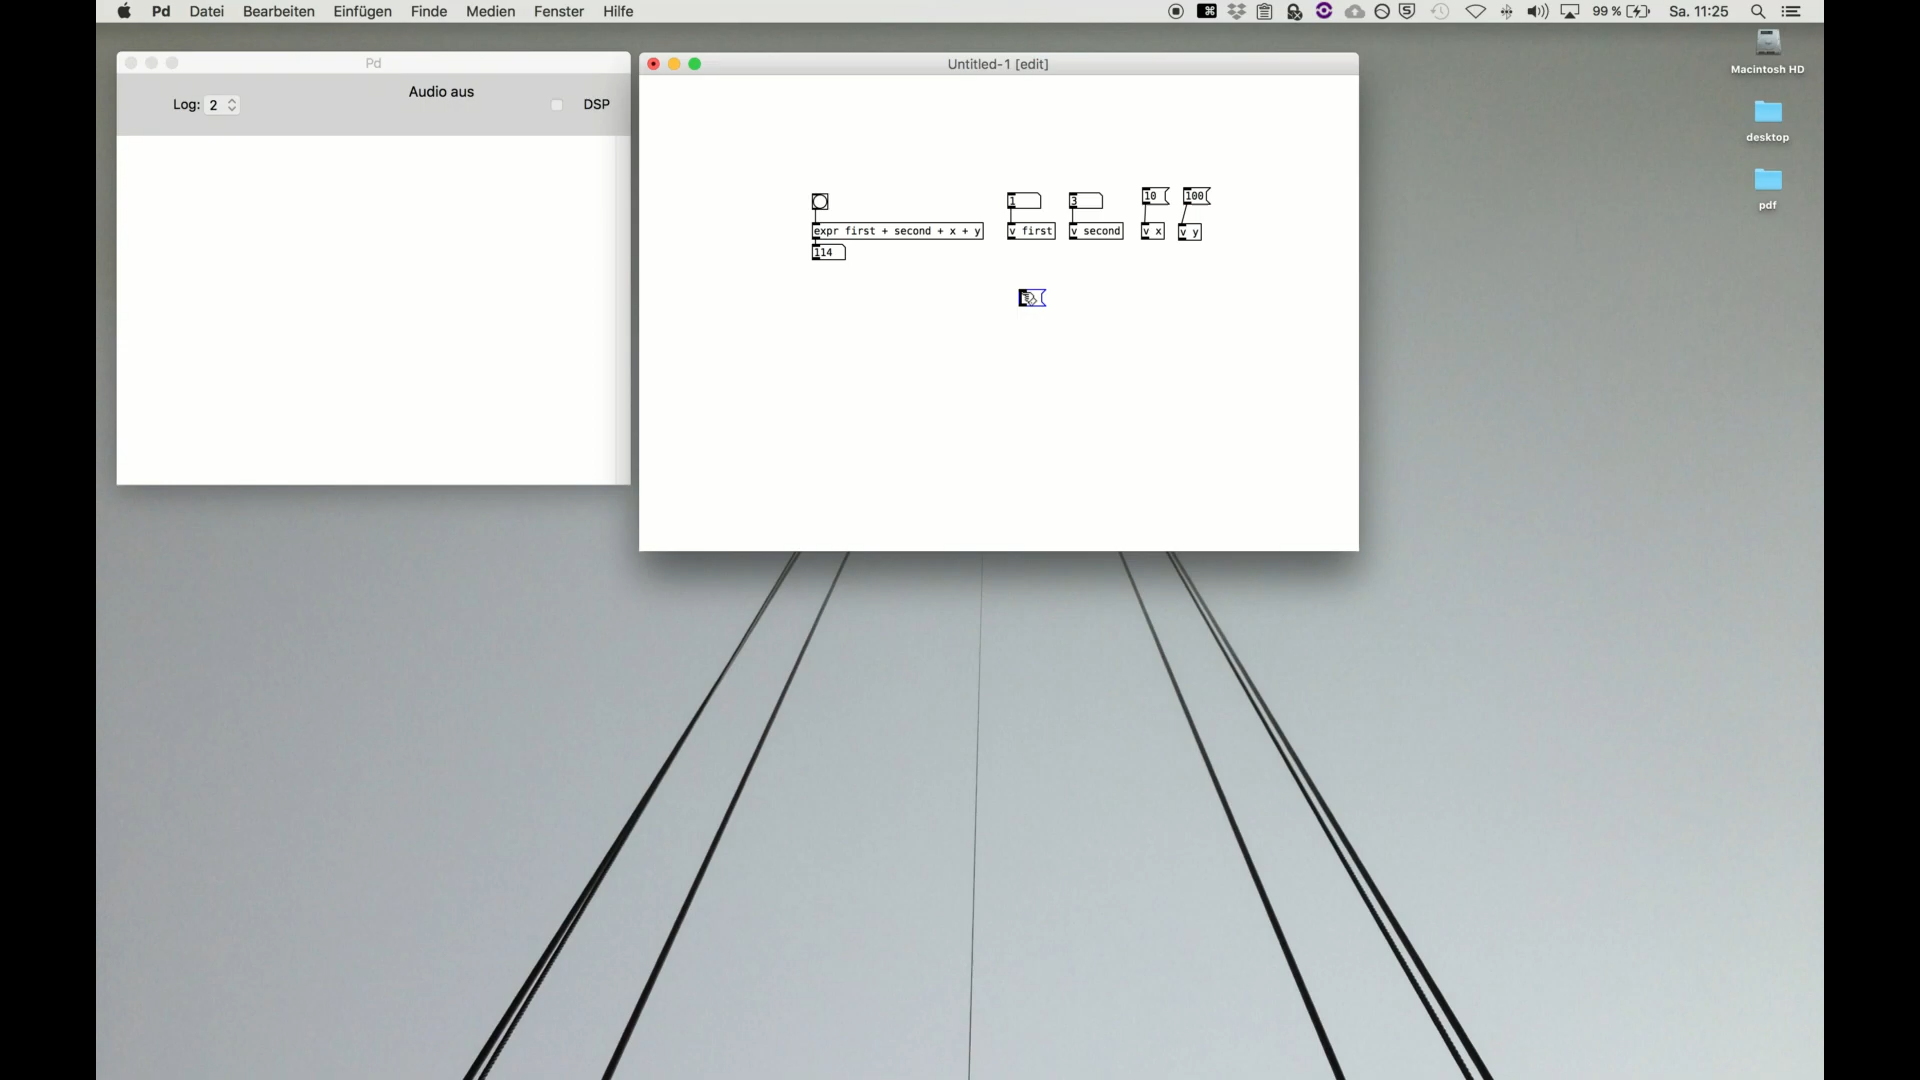 Pd Datei Bearbeiten Einfügen Finde Medien Fenster Hilfe 99 % Sa. 11:25
Macintosh HD
desktop
pdf
Pd
Audio aus
Log: 2 DSP
Untitled-1 [edit]
1 3 10 100
expr first + second + x + y v first v second v x v y
114